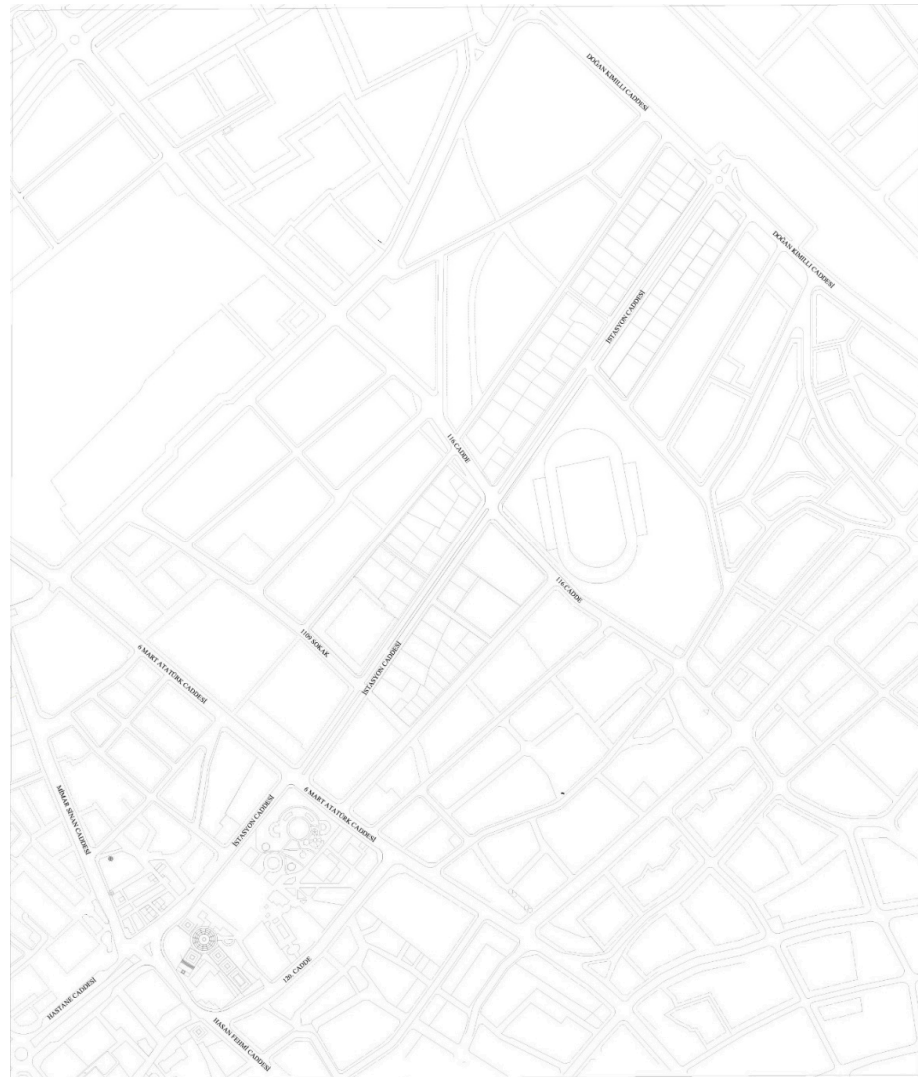 DOĞAN KIMILLI CADDESİ
DOĞAN KIMILLI CADDESİ
İSTASYON CADDESİ
116.CADDE
116.CADDE
1109 SOKAK
İSTASYON CADDESİ
6 MART ATATÜRK CADDESİ
MİMAR SİNAN CADDESİ
İSTASYON CADDESİ
6 MART ATATÜRK CADDESİ
120. CADDE
HASTANE CADDESİ
HASAN FEHMİ CADDESİ